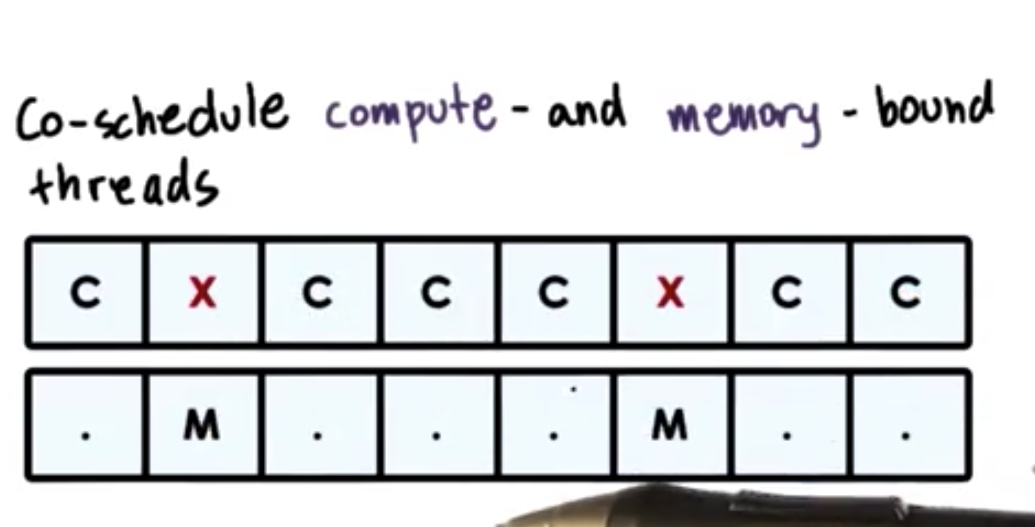 Co-schedule compute - and memory - bound
threads
C X C C C X C C
. M . . . M . .